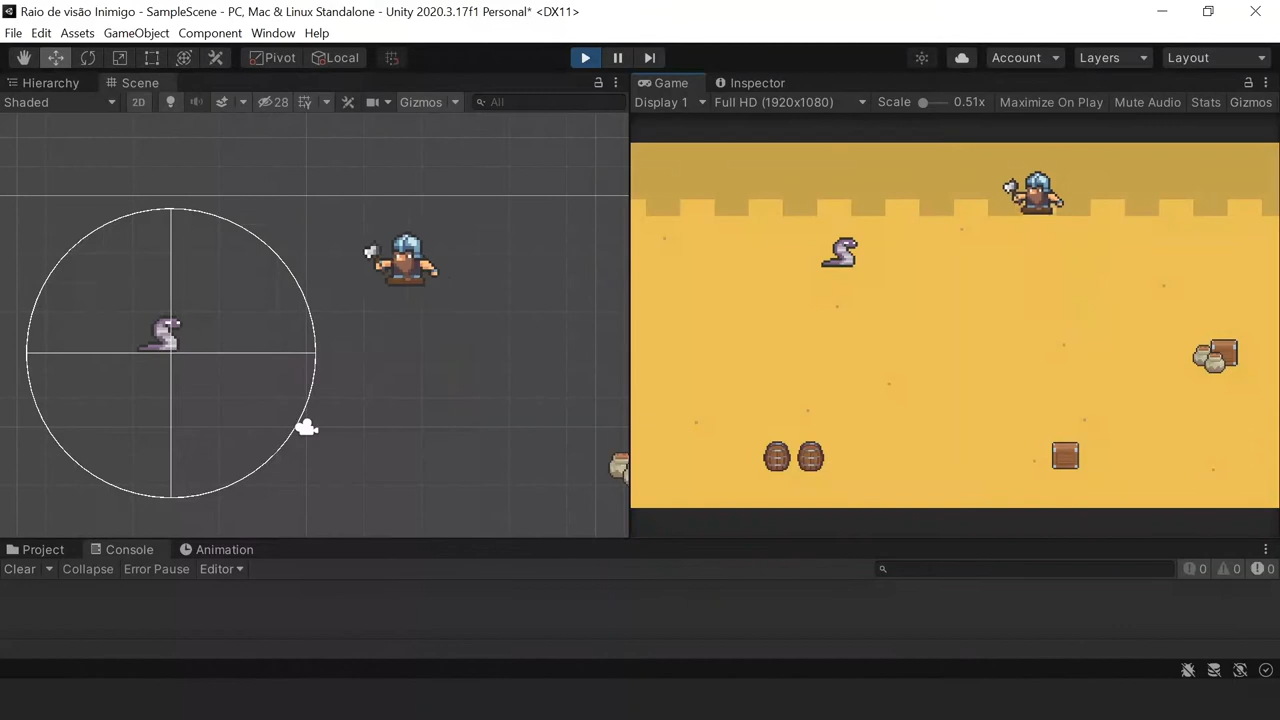 Raio de visão Inimigo - SampleScene - PC, Mac & Linux Standalone - Unity 2020.3.17f1 Personal* <DX11>
File Edit Assets GameObject Component Window Help
Pivot Local Account Layers Layout
Hierarchy Scene Game Inspector
Shaded 2D 28 Gizmos All Display 1 Full HD (1920x1080) Scale 0.51x Maximize On Play Mute Audio Stats Gizmos
Project Console Animation
Clear Collapse Error Pause Editor 0 0 0